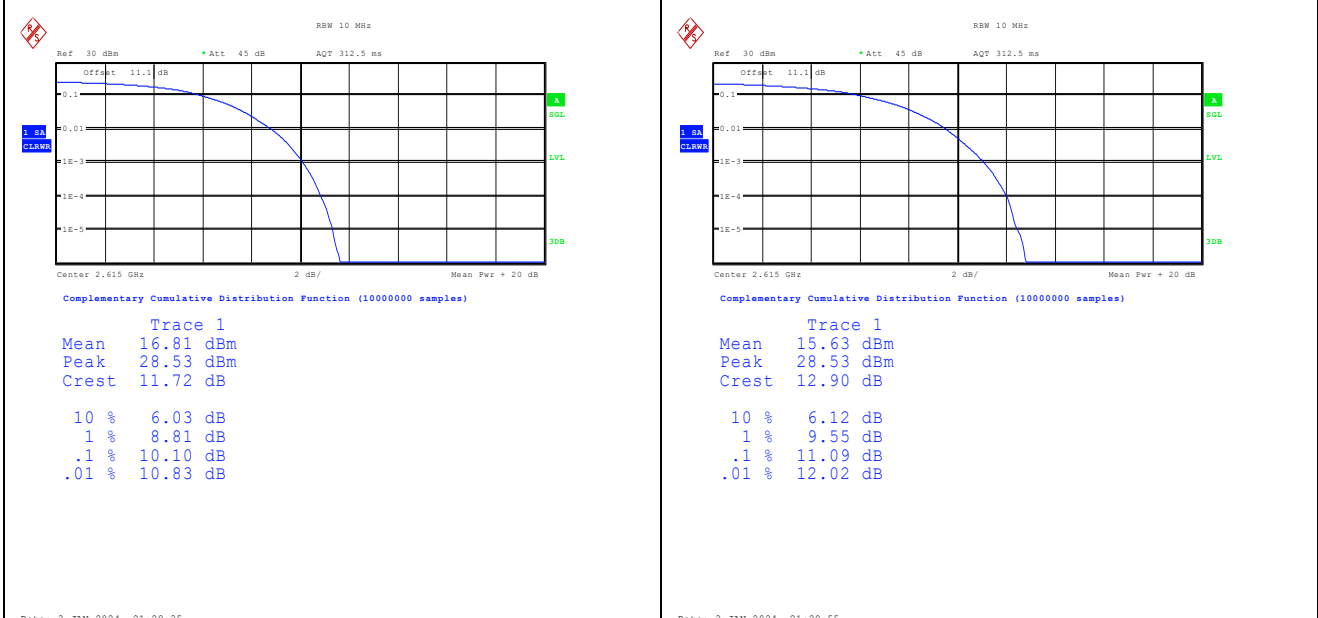 RBW 10 MHz
Ref 30 dBm * Att 45 dB AQT 312.5 ms
Offset 11.1 dB
0.1
A
SGL
0.01
1 SA
CLRWR
LVL
1E-3
1E-4
1E-5
3DB
Center 2.615 GHz 2 dB/ Mean Pwr + 20 dB
Complementary Cumulative Distribution Function (10000000 samples)
Trace 1
Mean 16.81 dBm
Peak 28.53 dBm
Crest 11.72 dB
10 % 6.03 dB
1 % 8.81 dB
.1 % 10.10 dB
.01 % 10.83 dB
RBW 10 MHz
Ref 30 dBm * Att 45 dB AQT 312.5 ms
Offset 11.1 dB
0.1
A
SGL
0.01
1 SA
CLRWR
LVL
1E-3
1E-4
1E-5
3DB
Center 2.615 GHz 2 dB/ Mean Pwr + 20 dB
Complementary Cumulative Distribution Function (10000000 samples)
Trace 1
Mean 15.63 dBm
Peak 28.53 dBm
Crest 12.90 dB
10 % 6.12 dB
1 % 9.55 dB
.1 % 11.09 dB
.01 % 12.02 dB